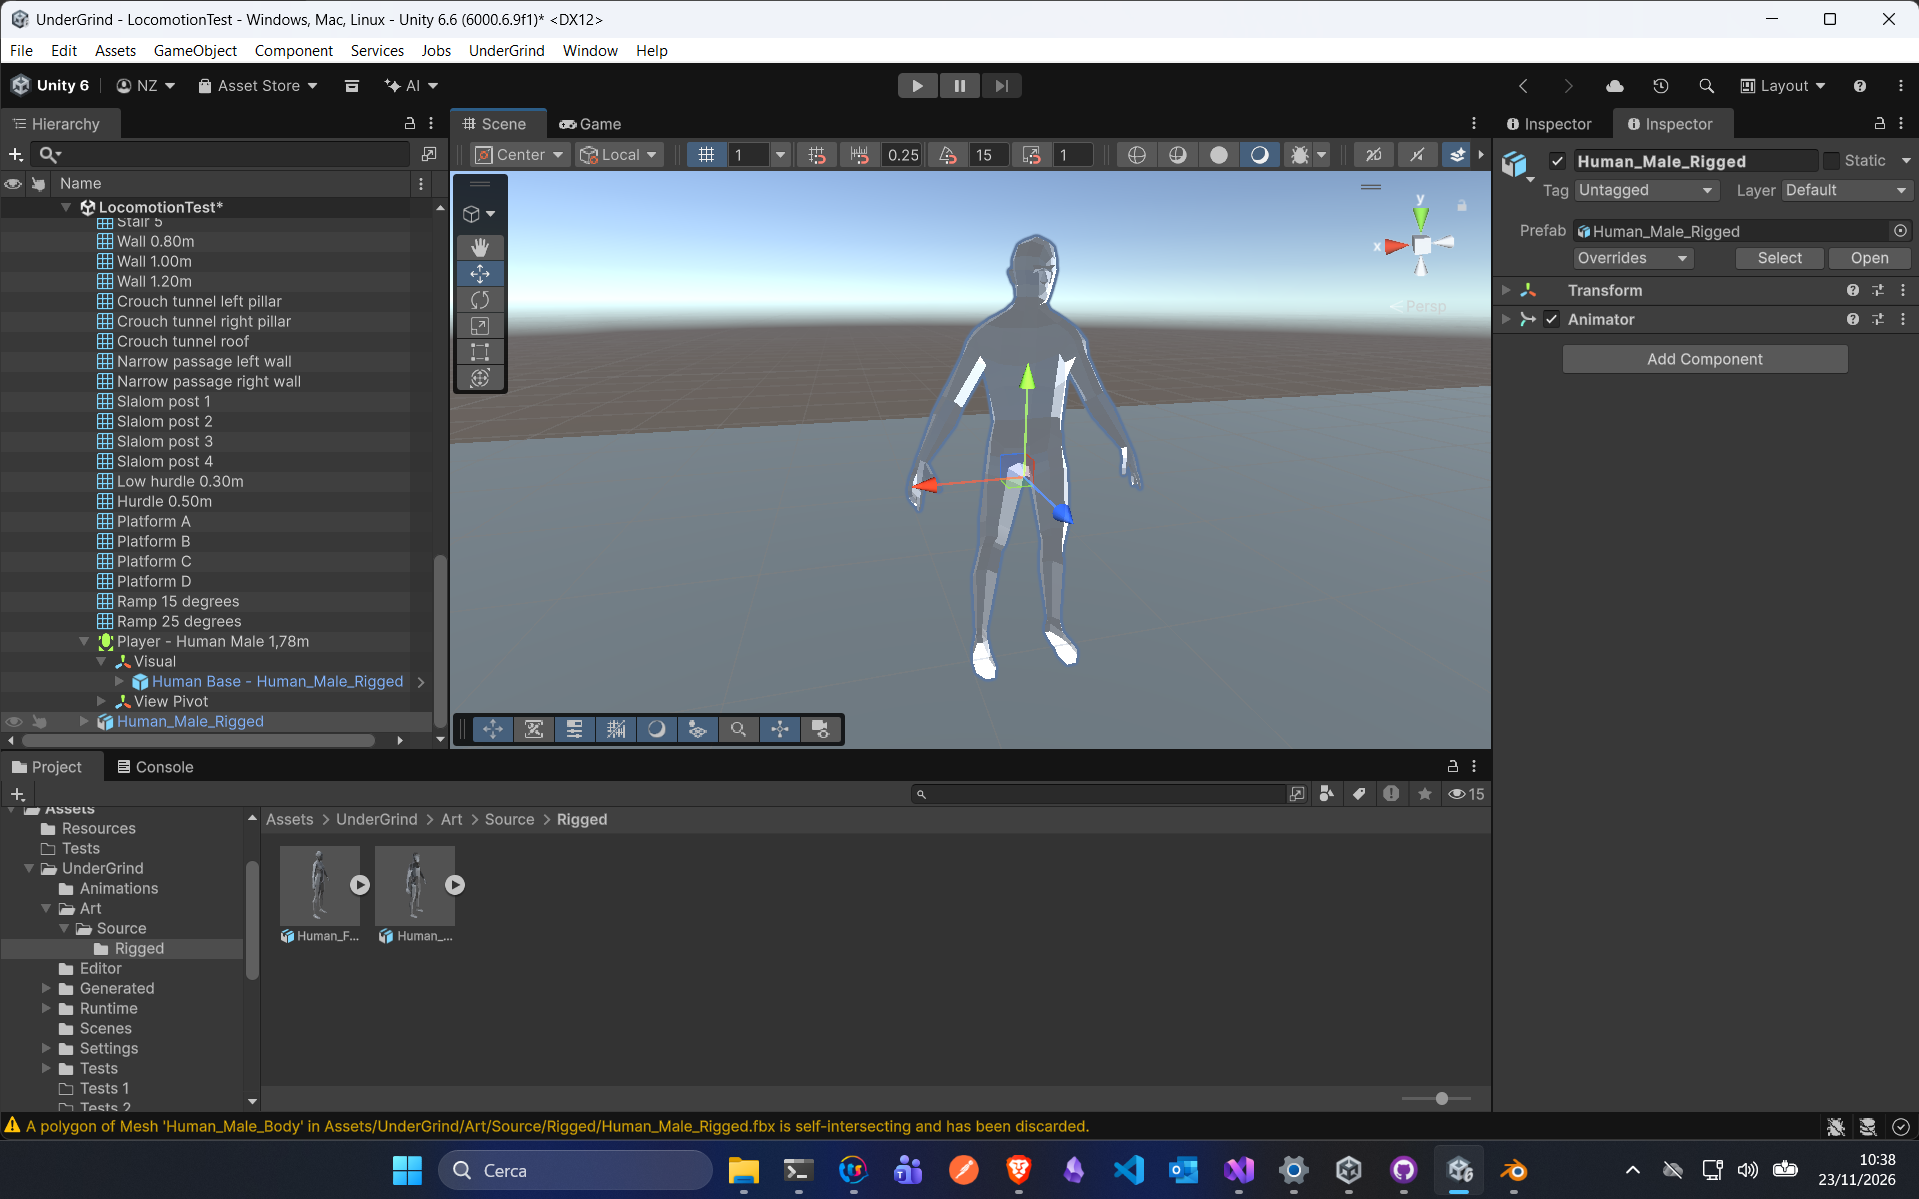 UnderGrind - LocomotionTest - Windows, Mac, Linux - Unity 6.6 (6000.6.9f1)* <DX12>
File Edit Assets GameObject Component Services Jobs UnderGrind Window Help
Unity 6 NZ Asset Store AI Layout
Hierarchy
Scene Game
Inspector Inspector
Center Local 1 0.25 15 1 2D
Name
LocomotionTest*
Stair 5
Wall 0.80m
Wall 1.00m
Wall 1.20m
Crouch tunnel left pillar
Crouch tunnel right pillar
Crouch tunnel roof
Narrow passage left wall
Narrow passage right wall
Slalom post 1
Slalom post 2
Slalom post 3
Slalom post 4
Low hurdle 0.30m
Hurdle 0.50m
Platform A
Platform B
Platform C
Platform D
Ramp 15 degrees
Ramp 25 degrees
Player - Human Male 1,78m
Visual
Human Base - Human_Male_Rigged
View Pivot
Human_Male_Rigged
y
x
< Persp
Human_Male_Rigged Static
Tag Untagged Layer Default
Prefab Human_Male_Rigged
Overrides Select Open
Transform
Animator
Add Component
Project Console
15
Assets
Resources
Tests
UnderGrind
Animations
Art
Source
Rigged
Editor
Generated
Runtime
Scenes
Settings
Tests
Tests 1
Tests 2
Assets > UnderGrind > Art > Source > Rigged
Human_F... Human_...
A polygon of Mesh 'Human_Male_Body' in Assets/UnderGrind/Art/Source/Rigged/Human_Male_Rigged.fbx is self-intersecting and has been discarded.
Cerca
10:38
23/11/2026